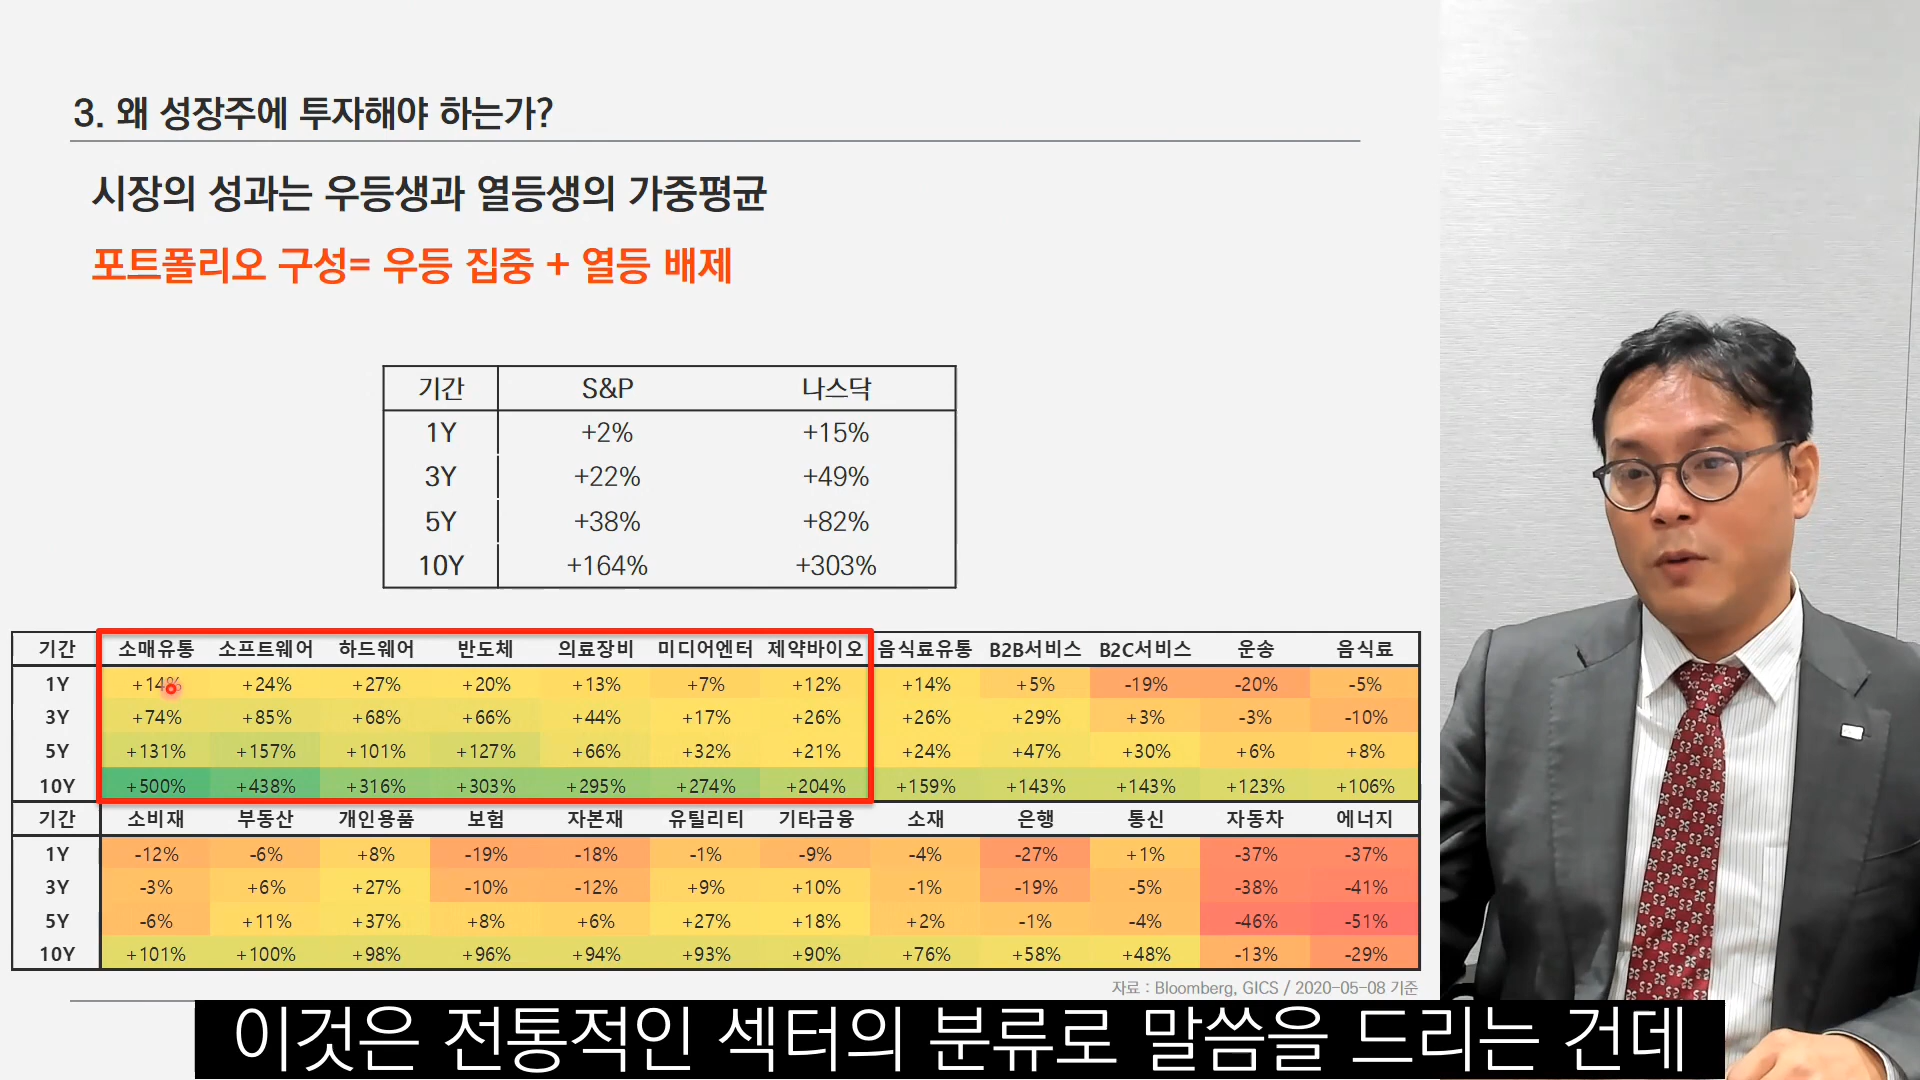 3. 왜 성장주에 투자해야 하는가?
시장의 성과는 우등생과 열등생의 가중평균
포트폴리오 구성= 우등 집중 + 열등 배제
기간 S&P 나스닥
1Y +2% +15%
3Y +22% +49%
5Y +38% +82%
10Y +164% +303%
기간 소매유통 소프트웨어 하드웨어 반도체 의료장비 미디어엔터 제약바이오 음식료유통 B2B서비스 B2C서비스 운송 음식료
1Y +14% +24% +27% +20% +13% +7% +12% +14% +5% -19% -20% -5%
3Y +74% +85% +68% +66% +44% +17% +26% +26% +29% +3% -3% -10%
5Y +131% +157% +101% +127% +66% +32% +21% +24% +47% +30% +6% +8%
10Y +500% +438% +316% +303% +295% +274% +204% +159% +143% +143% +123% +106%
기간 소비재 부동산 개인용품 보험 자본재 유틸리티 기타금융 소재 은행 통신 자동차 에너지
1Y -12% -6% +8% -19% -18% -1% -9% -4% -27% +1% -37% -37%
3Y -3% +6% +27% -10% -12% +9% +10% -1% -19% -5% -38% -41%
5Y -6% +11% +37% +8% +6% +27% +18% +2% -1% -4% -46% -51%
10Y +101% +100% +98% +96% +94% +93% +90% +76% +58% +48% -13% -29%
자료 : Bloomberg, GICS / 2020-05-08 기준
이것은 전통적인 섹터의 분류로 말씀을 드리는 건데